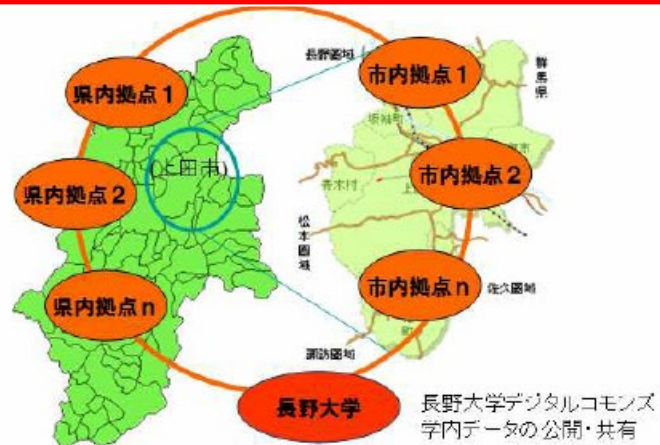 長野圏域
市内拠点1
群馬県
県内拠点1
坂城町
(上田市)
市内拠点2
青木村
県内拠点2
松本圏域
市内拠点n
佐久圏域
県内拠点n
諏訪圏域
長野大学
長野大学デジタルコモンズ
学内データの公開・共有